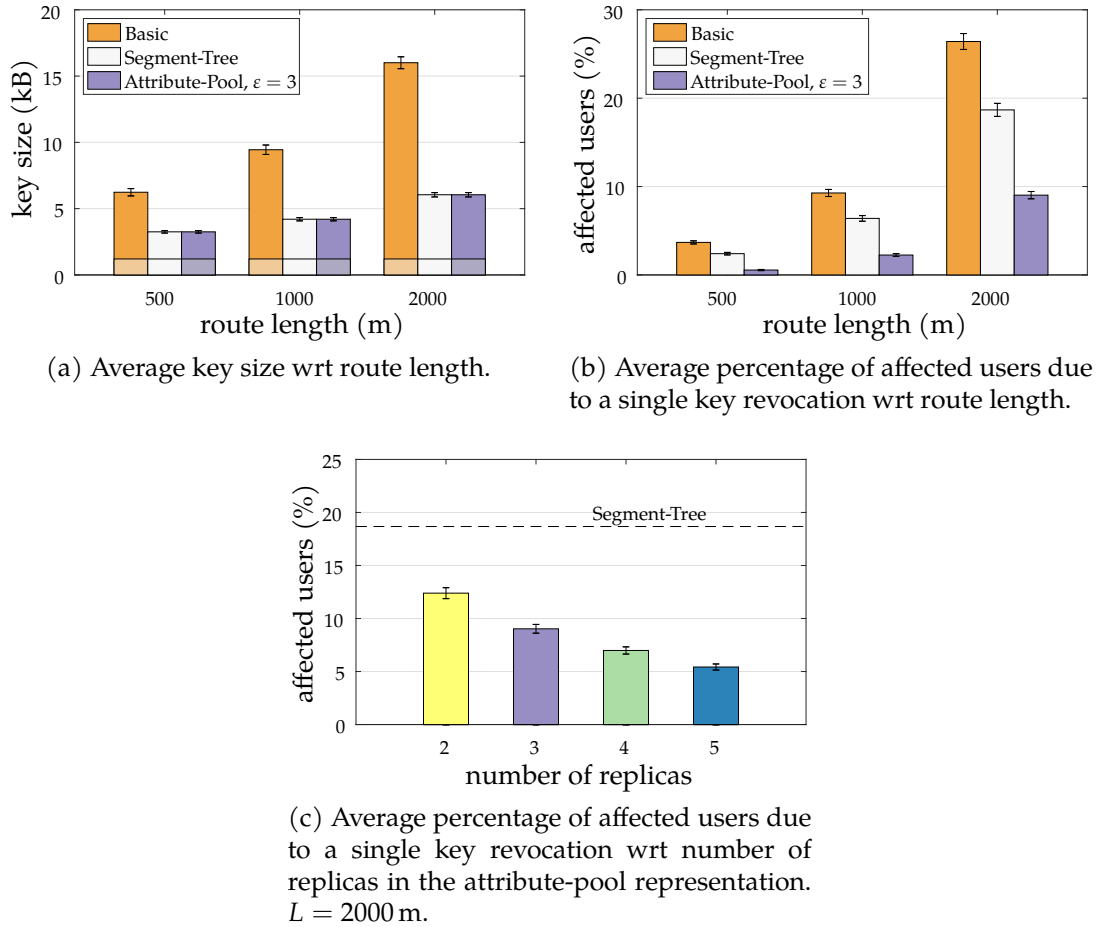 20
15
10
5
0
key size (kB)
Basic
Segment-Tree
Attribute-Pool, ε = 3
500
1000
2000
route length (m)
(a) Average key size wrt route length.
30
20
10
0
affected users (%)
Basic
Segment-Tree
Attribute-Pool, ε = 3
500
1000
2000
route length (m)
(b) Average percentage of affected users due
to a single key revocation wrt route length.
25
20
15
10
5
0
affected users (%)
Segment-Tree
2
3
4
5
number of replicas
(c) Average percentage of affected users due
to a single key revocation wrt number of
replicas in the attribute-pool representation.
L = 2000 m.